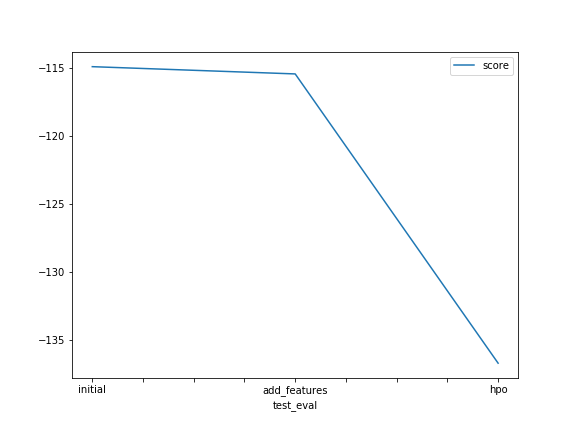 score
−115
−120
−125
−130
−135
initial add_features hpo
test_eval